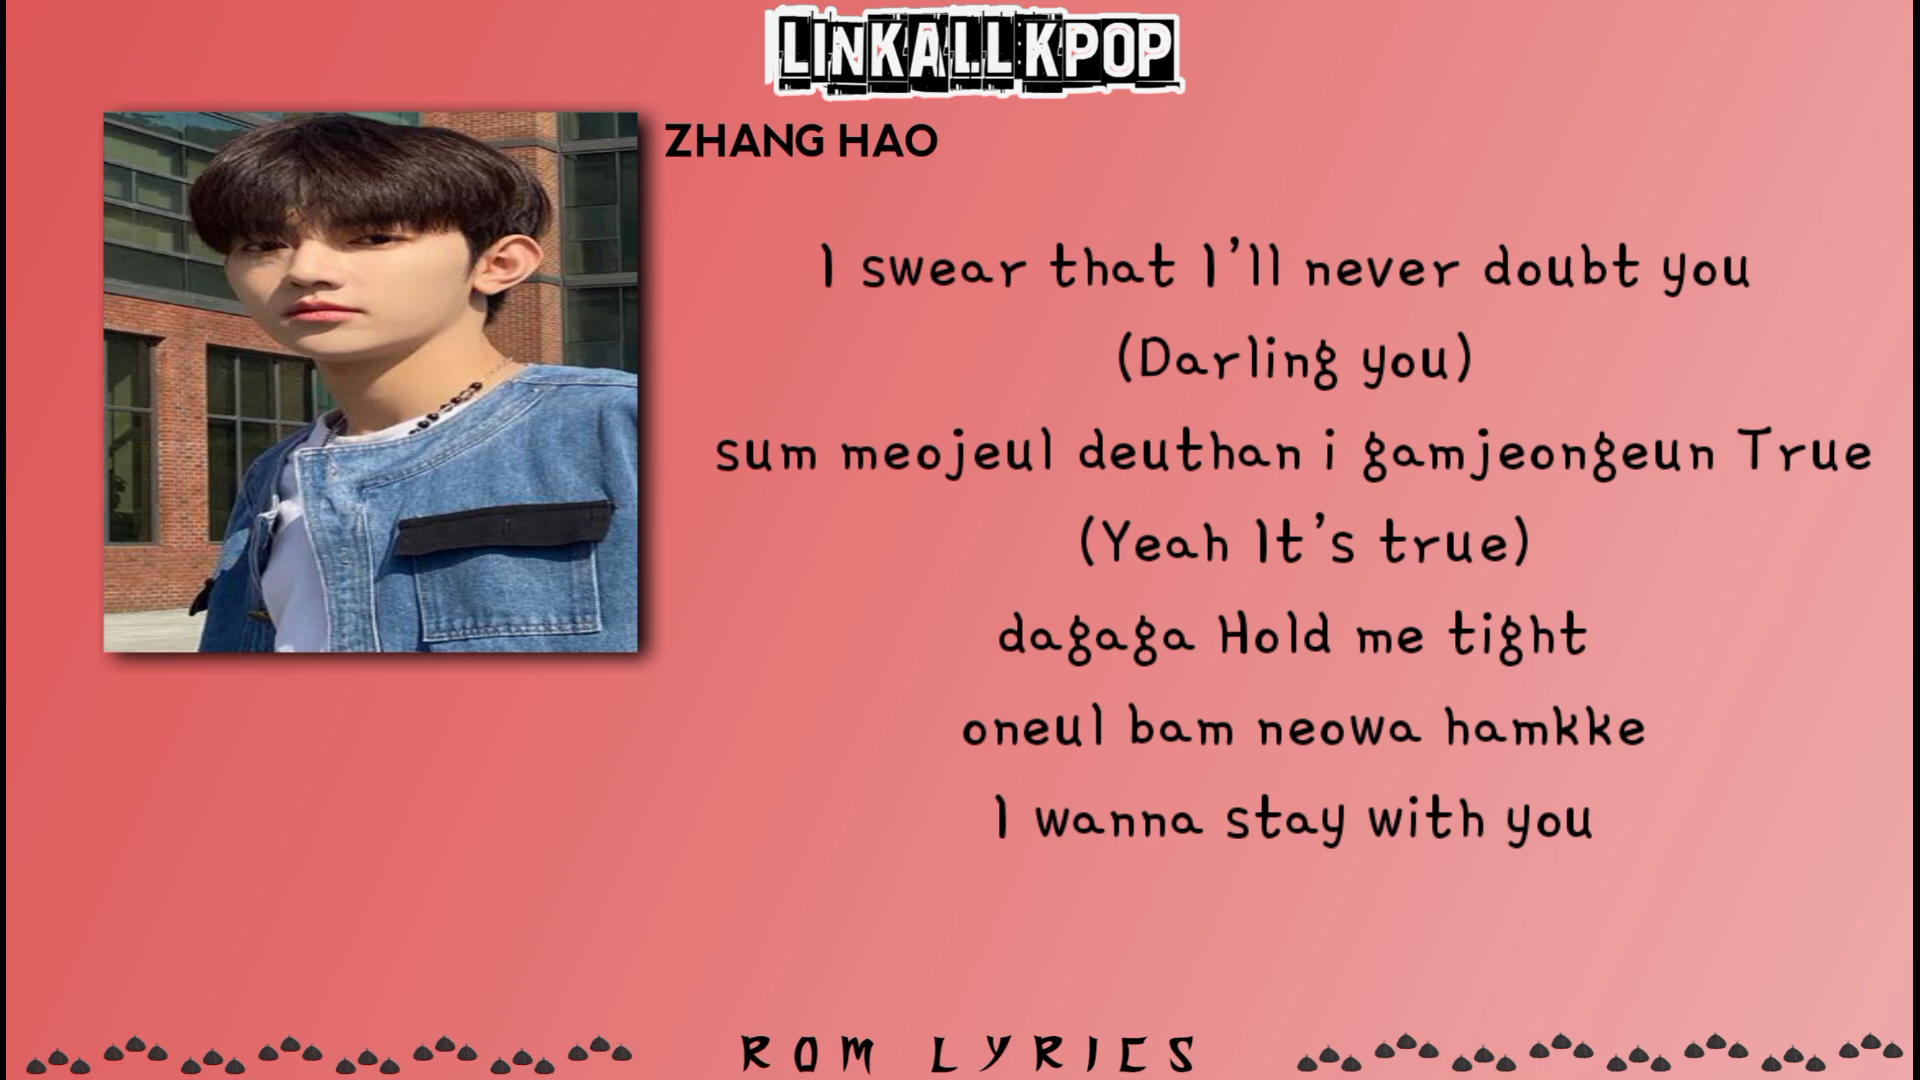 LINKALLKPOP
ZHANG HAO
I swear that I'll never doubt you
(Darling you)
sum meojeul deuthan i gamjeongeun True
(Yeah It's true)
dagaga Hold me tight
oneul bam neowa hamkke
I wanna stay with you
ROM LYRICS